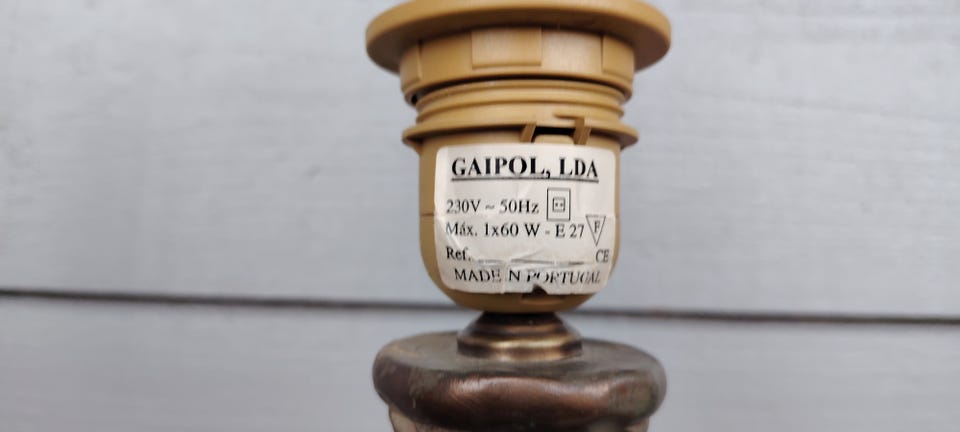 GAIPOL, LDA
230V ~ 50Hz
Máx. 1x60 W - E 27 F
Ref. CE
MADE IN PORTUGAL